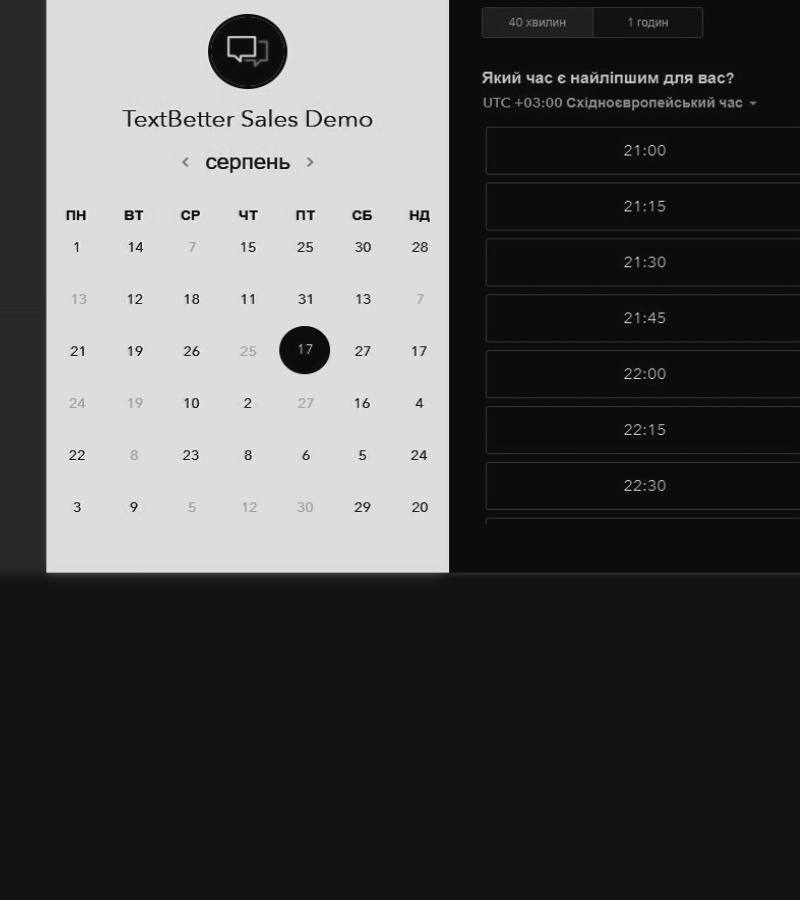 TextBetter Sales Demo
серпень
ПН ВТ СР ЧТ ПТ СБ НД
1 14 7 15 25 30 28
13 12 18 11 31 13 7
21 19 26 25 17 27 17
24 19 10 2 27 16 4
22 8 23 8 6 5 24
3 9 5 12 30 29 20
40 хвилин 1 годин
Який час є найліпшим для вас?
UTC +03:00 Східноєвропейський час
21:00
21:15
21:30
21:45
22:00
22:15
22:30